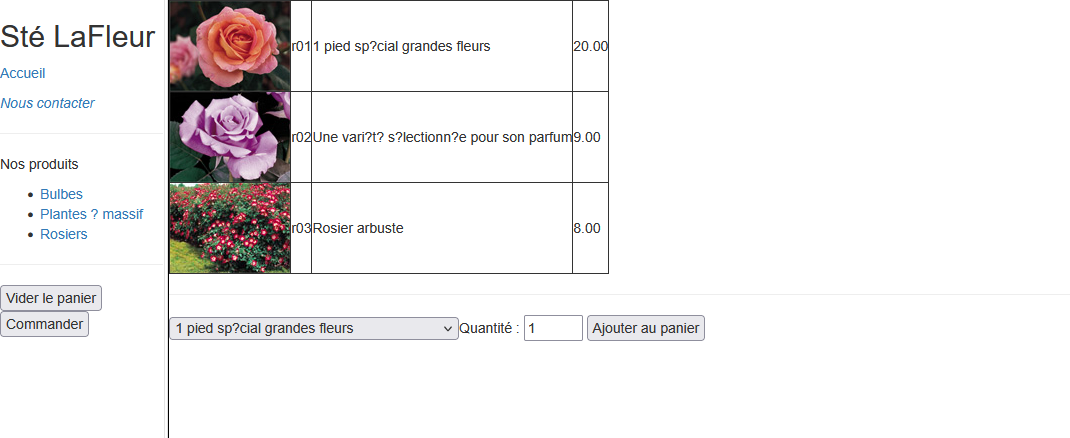 Sté LaFleur
Accueil
Nous contacter
Nos produits
Bulbes
Plantes ? massif
Rosiers
Vider le panier
Commander
r01 1 pied sp?cial grandes fleurs 20.00
r02 Une vari?t? s?lectionn?e pour son parfum 9.00
r03 Rosier arbuste 8.00
1 pied sp?cial grandes fleurs Quantité : 1 Ajouter au panier